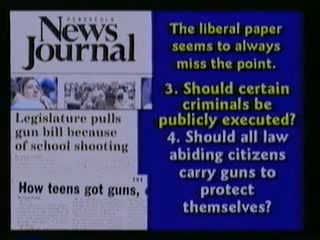 PENSACOLA
News
Journal
Legislature pulls
gun bill because
of school shooting
How teens got guns,
The liberal paper
seems to always
miss the point.
3. Should certain
criminals be
publicly executed?
4. Should all law
abiding citizens
carry guns to
protect
themselves?